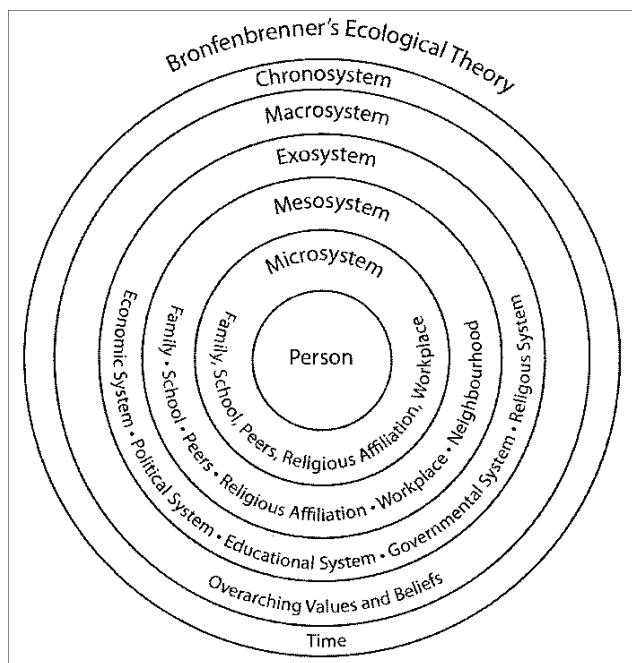 Bronfenbrenner's Ecological Theory
Chronosystem
Macrosystem
Exosystem
Mesosystem
Microsystem
Person
Family, School, Peers, Religious Affiliation, Workplace
Family • School • Peers • Religious Affiliation • Workplace • Neighbourhood
Economic System • Political System • Educational System • Governmental System • Religous System
Overarching Values and Beliefs
Time